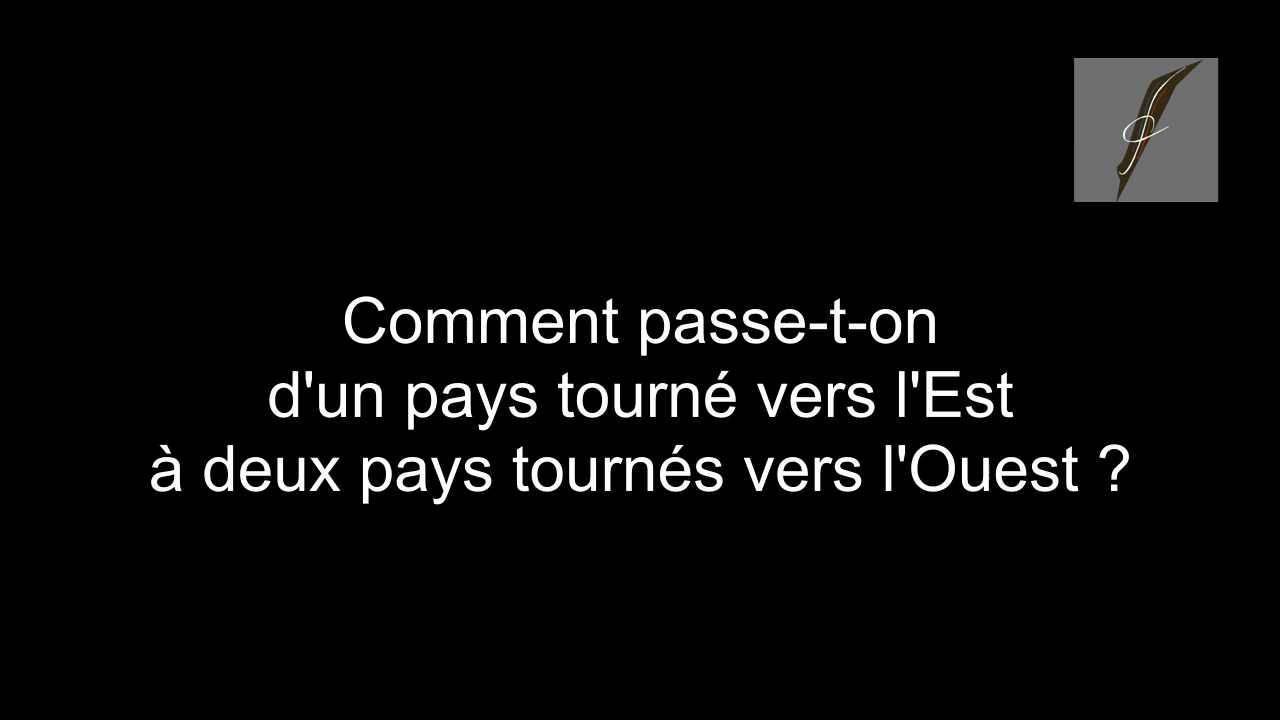 Comment passe-t-on
d'un pays tourné vers l'Est
à deux pays tournés vers l'Ouest ?